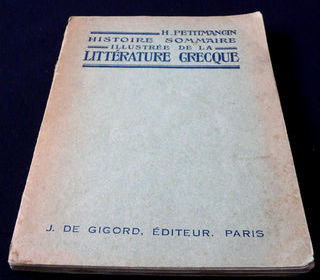 H. PETITMANGIN
HISTOIRE SOMMAIRE
ILLUSTRÉE DE LA
LITTÉRATURE GRECQUE
J. DE GIGORD, ÉDITEUR. PARIS